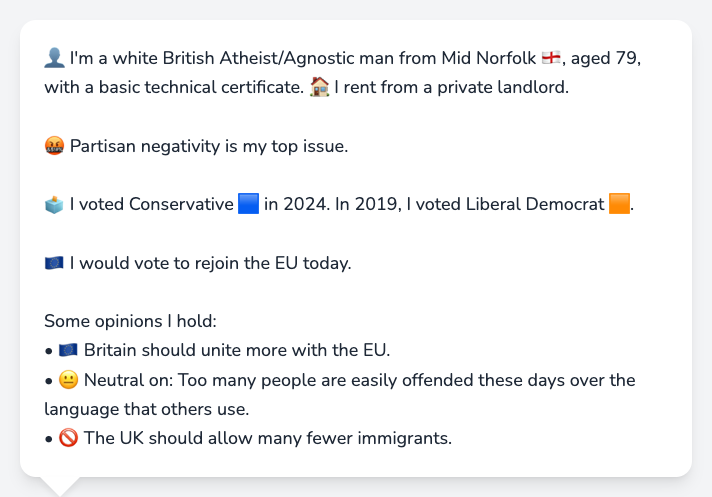 👤 I'm a white British Atheist/Agnostic man from Mid Norfolk 🏴󠁧󠁢󠁥󠁮󠁧󠁿, aged 79,
with a basic technical certificate. 🏠 I rent from a private landlord.
🤬 Partisan negativity is my top issue.
🗳️ I voted Conservative 🟦 in 2024. In 2019, I voted Liberal Democrat 🟧.
🇪🇺 I would vote to rejoin the EU today.
Some opinions I hold:
• 🇪🇺 Britain should unite more with the EU.
• 😐 Neutral on: Too many people are easily offended these days over the
language that others use.
• 🚫 The UK should allow many fewer immigrants.